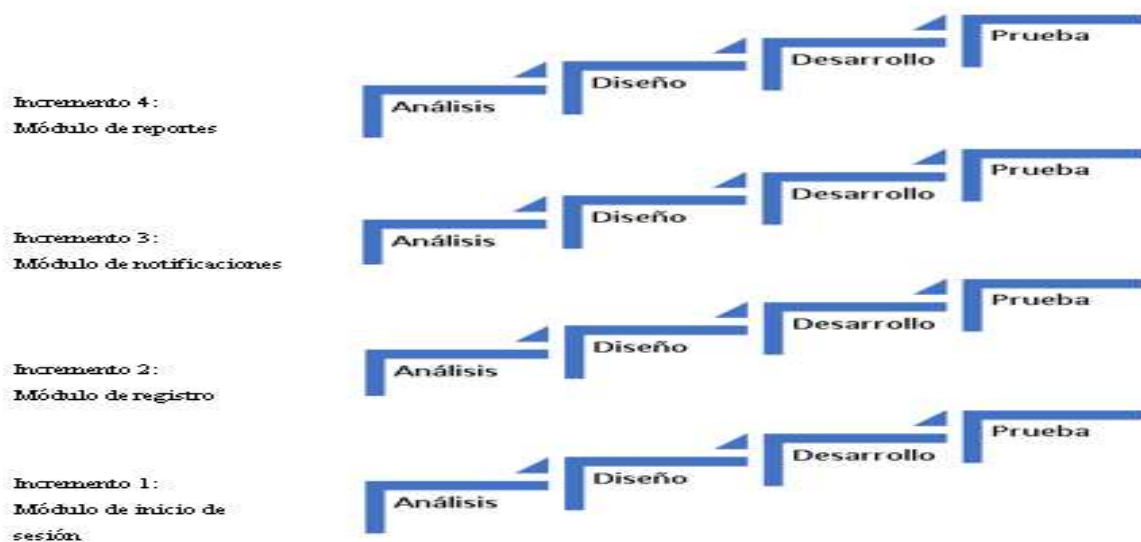 Prueba
Desarrollo
Diseño
Análisis
Incremento 4:
Módulo de reportes
Prueba
Desarrollo
Diseño
Análisis
Incremento 3:
Módulo de notificaciones
Prueba
Desarrollo
Diseño
Análisis
Incremento 2:
Módulo de registro
Prueba
Desarrollo
Diseño
Análisis
Incremento 1:
Módulo de inicio de
sesión